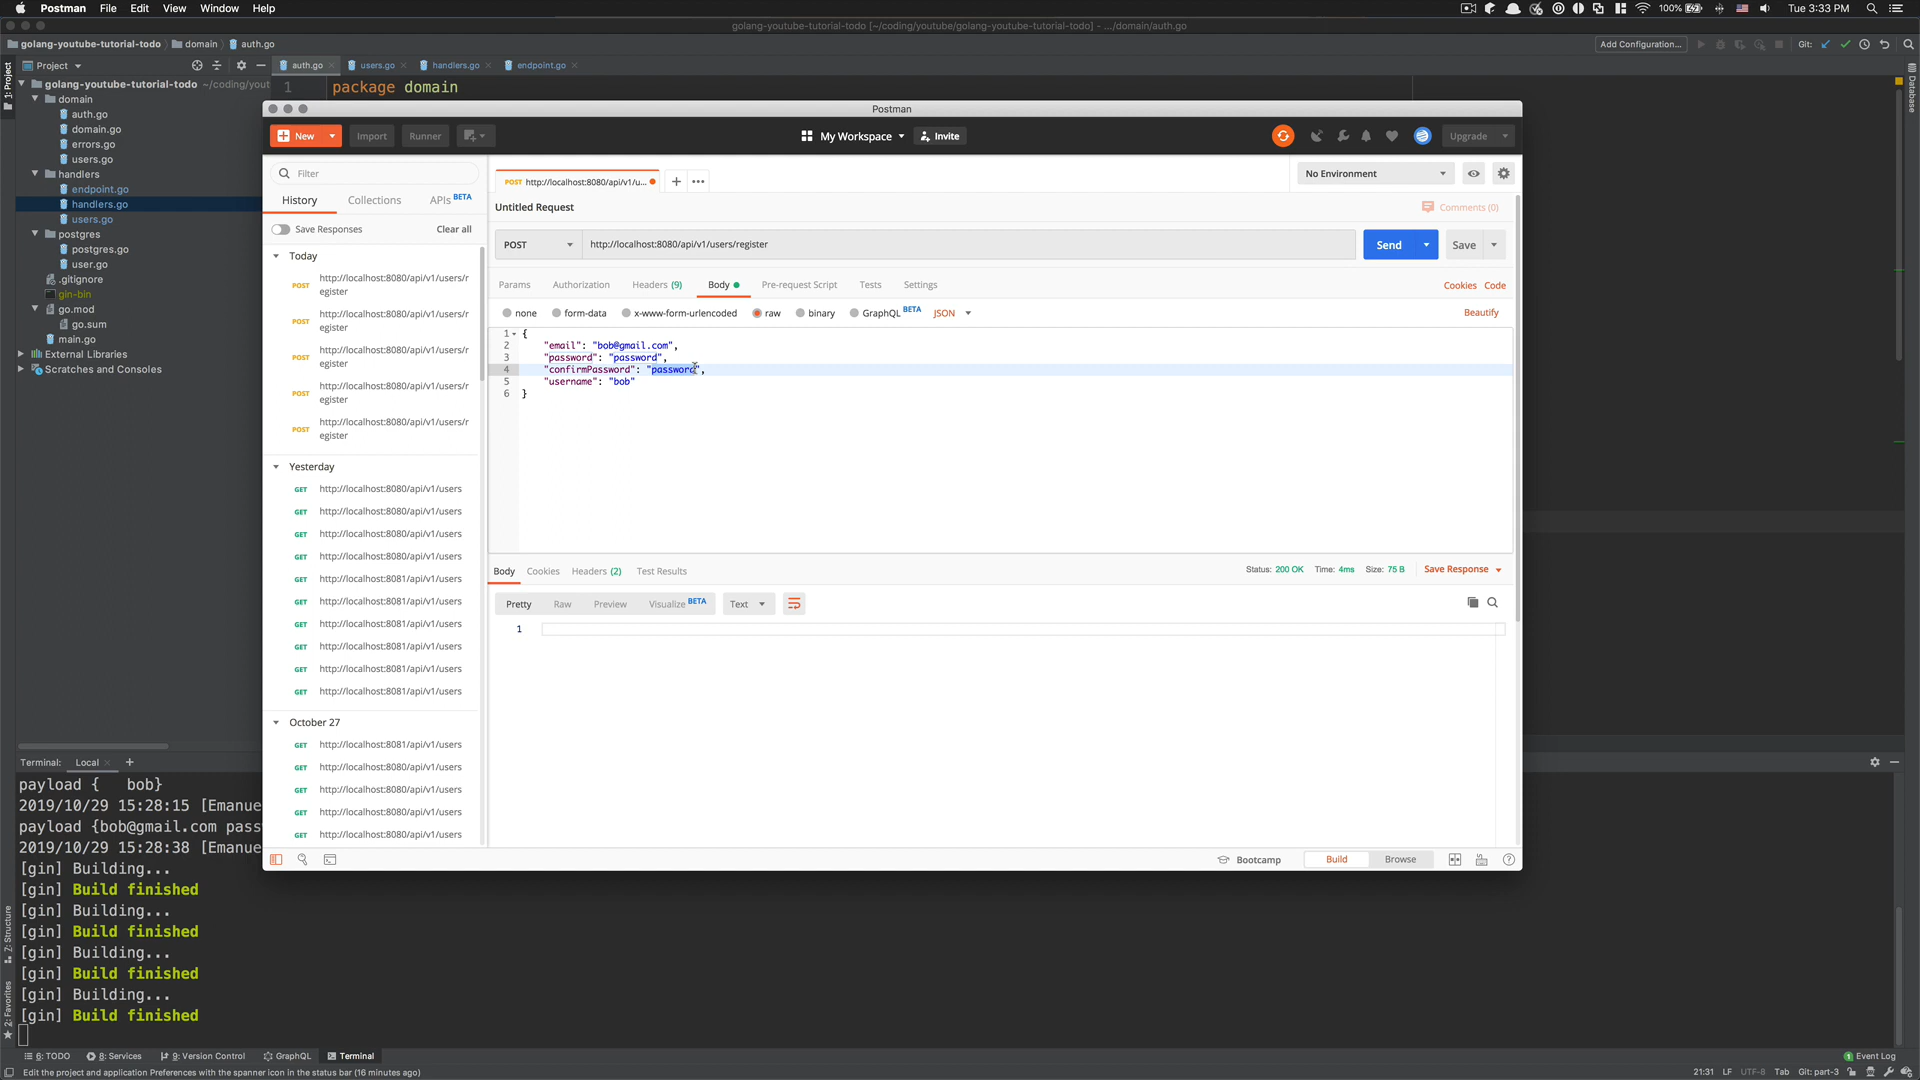 Postman File Edit View Window Help
100% Tue 3:33 PM
golang-youtube-tutorial-todo [~/coding/youtube/golang-youtube-tutorial-todo] - .../domain/auth.go
golang-youtube-tutorial-todo domain auth.go
Add Configuration... Git:
Project
auth.go users.go handlers.go endpoint.go
1: Project
Database
golang-youtube-tutorial-todo ~/coding/yout
domain
auth.go
domain.go
errors.go
users.go
handlers
endpoint.go
handlers.go
users.go
postgres
postgres.go
user.go
.gitignore
gin-bin
go.mod
go.sum
main.go
External Libraries
Scratches and Consoles
1 package domain
Postman
New Import Runner
My Workspace Invite
Upgrade
Filter
History Collections APIs BETA
Save Responses Clear all
Today
POST http://localhost:8080/api/v1/users/r
egister
POST http://localhost:8080/api/v1/users/r
egister
POST http://localhost:8080/api/v1/users/r
egister
POST http://localhost:8080/api/v1/users/r
egister
POST http://localhost:8080/api/v1/users/r
egister
Yesterday
GET http://localhost:8080/api/v1/users
GET http://localhost:8080/api/v1/users
GET http://localhost:8080/api/v1/users
GET http://localhost:8080/api/v1/users
GET http://localhost:8081/api/v1/users
GET http://localhost:8081/api/v1/users
GET http://localhost:8081/api/v1/users
GET http://localhost:8081/api/v1/users
GET http://localhost:8081/api/v1/users
GET http://localhost:8081/api/v1/users
October 27
GET http://localhost:8081/api/v1/users
GET http://localhost:8080/api/v1/users
GET http://localhost:8080/api/v1/users
GET http://localhost:8080/api/v1/users
GET http://localhost:8080/api/v1/users
POST http://localhost:8080/api/v1/u...
No Environment
Untitled Request
Comments (0)
POST http://localhost:8080/api/v1/users/register
Send Save
Params Authorization Headers (9) Body Pre-request Script Tests Settings
Cookies Code
none form-data x-www-form-urlencoded raw binary GraphQL BETA JSON
Beautify
1 {
2 "email": "bob@gmail.com",
3 "password": "password",
4 "confirmPassword": "password",
5 "username": "bob"
6 }
Body Cookies Headers (2) Test Results
Status: 200 OK Time: 4ms Size: 75 B Save Response
Pretty Raw Preview Visualize BETA Text
1
Bootcamp Build Browse
Terminal: Local
payload { bob}
2019/10/29 15:28:15 [Emanue
payload {bob@gmail.com passw
2019/10/29 15:28:38 [Emanue
[gin] Building...
[gin] Build finished
[gin] Building...
[gin] Build finished
[gin] Building...
[gin] Build finished
[gin] Building...
[gin] Build finished
7: Structure
2: Favorites
6: TODO 8: Services 9: Version Control GraphQL Terminal
1 Event Log
Edit the project and application Preferences with the spanner icon in the status bar (16 minutes ago)
21:31 LF UTF-8 Tab Git: part-3